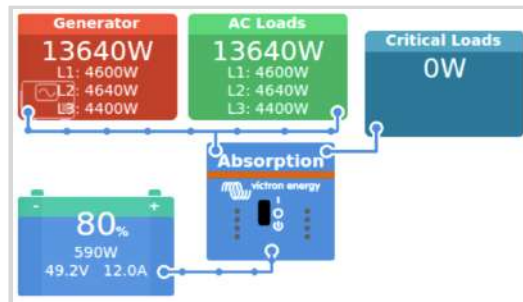 Generator
13640W
L1: 4600W
L2: 4640W
L3: 4400W
AC Loads
13640W
L1: 4600W
L2: 4640W
L3: 4400W
Critical Loads
0W
Absorption
victron energy
80%
590W
49.2V 12.0A